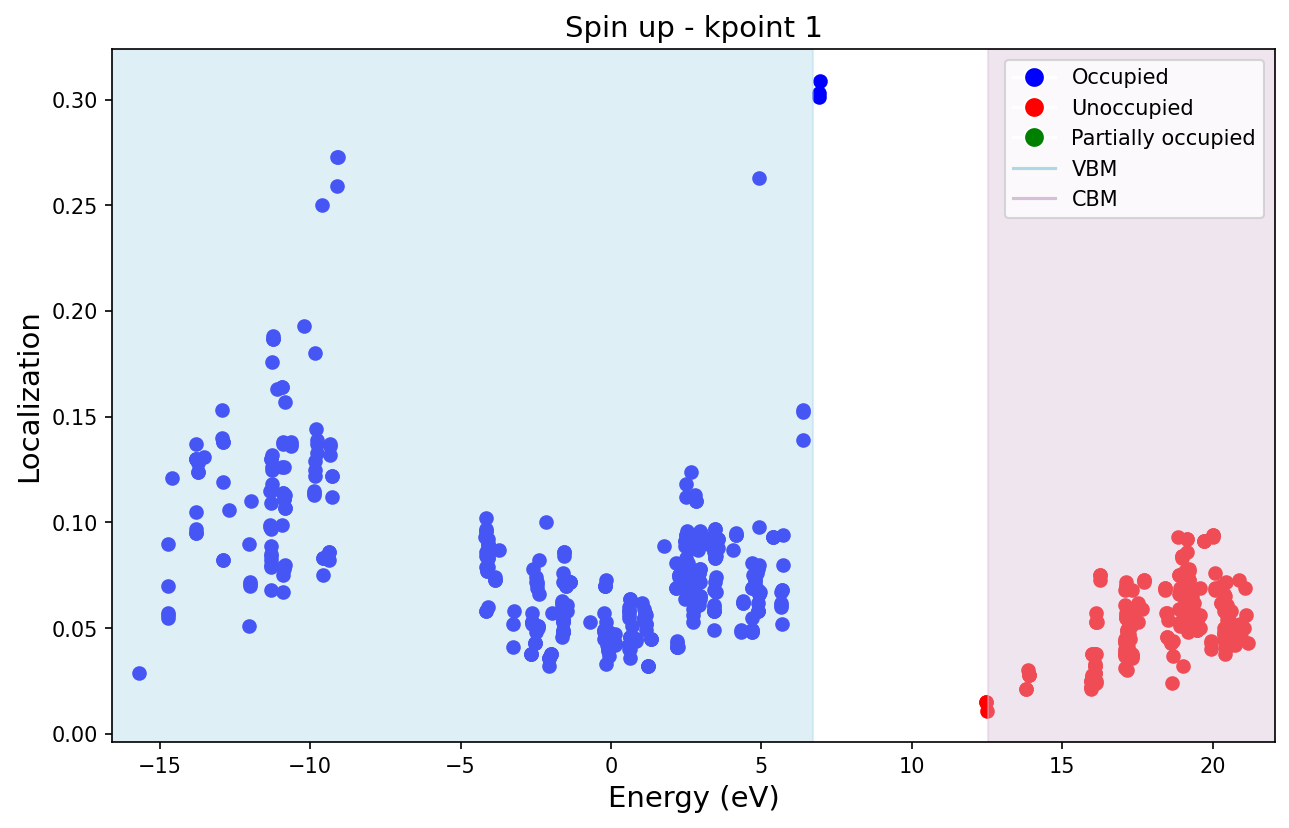 Spin up - kpoint 1
Localization
0.30
0.25
0.20
0.15
0.10
0.05
0.00
Occupied
Unoccupied
Partially occupied
VBM
CBM
−15
−10
−5
0
5
10
15
20
Energy (eV)